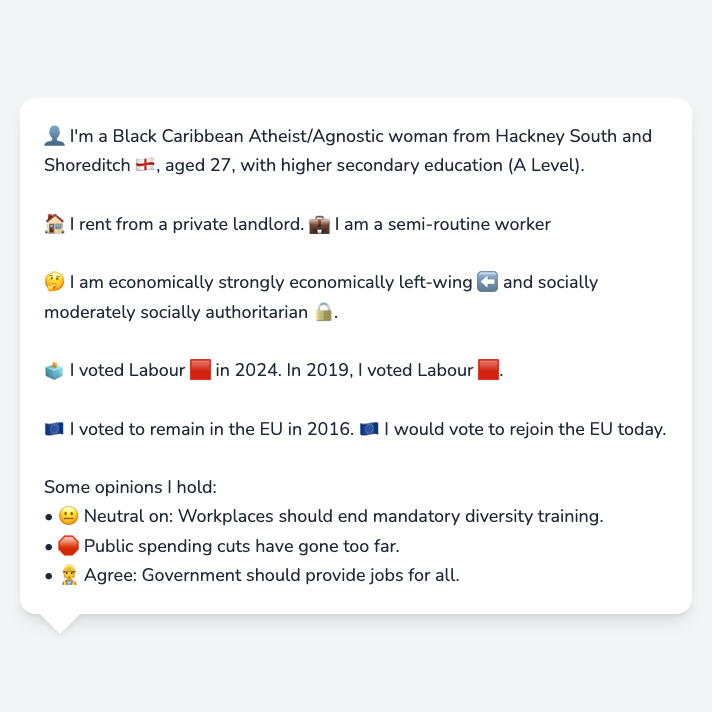 👤 I'm a Black Caribbean Atheist/Agnostic woman from Hackney South and
Shoreditch 🏴󠁧󠁢󠁥󠁮󠁧󠁿, aged 27, with higher secondary education (A Level).
🏠 I rent from a private landlord. 💼 I am a semi-routine worker
🤔 I am economically strongly economically left-wing ⬅️ and socially
moderately socially authoritarian 🔒.
🗳️ I voted Labour 🟥 in 2024. In 2019, I voted Labour 🟥.
🇪🇺 I voted to remain in the EU in 2016. 🇪🇺 I would vote to rejoin the EU today.
Some opinions I hold:
• 😐 Neutral on: Workplaces should end mandatory diversity training.
• 🛑 Public spending cuts have gone too far.
• 👷 Agree: Government should provide jobs for all.